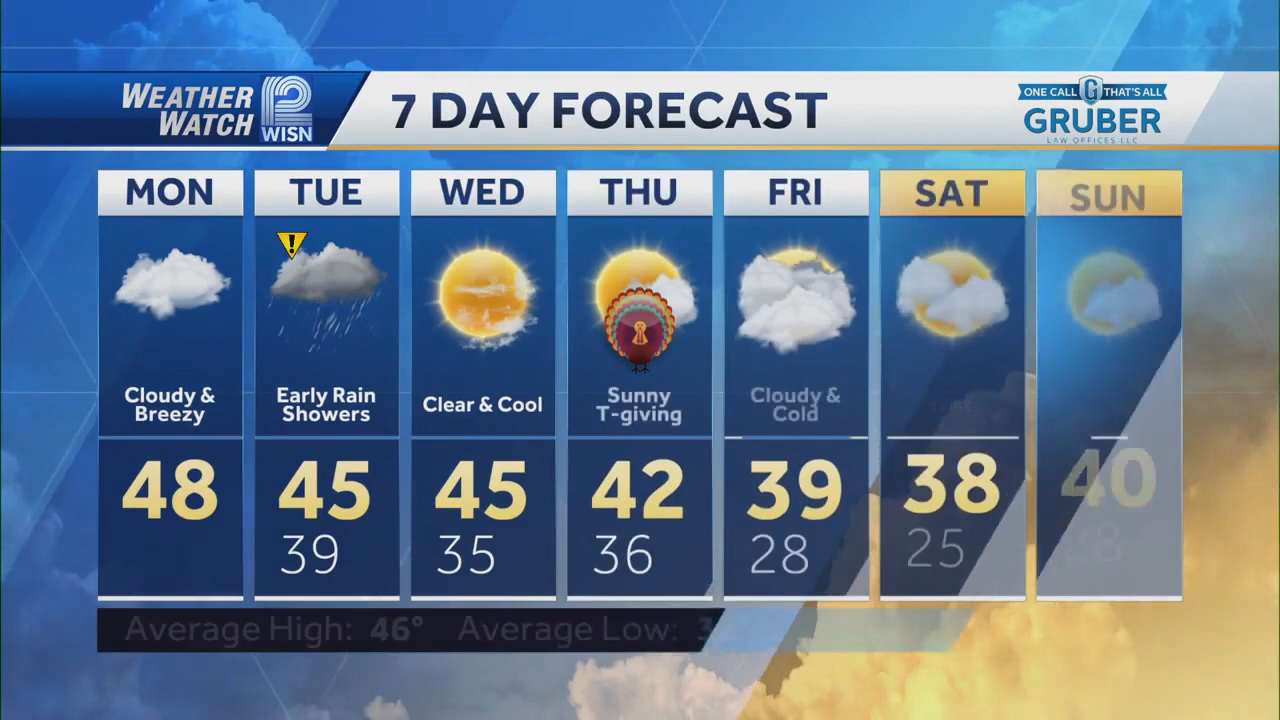 WEATHER
WATCH
12
WISN
7 DAY FORECAST
ONE CALL G THAT'S ALL
GRUBER
LAW OFFICES LLC
MON
TUE
WED
THU
FRI
SAT
SUN
!
Cloudy &
Breezy
Early Rain
Showers
Clear & Cool
Sunny
T-giving
Cloudy &
Cold
48
45
45
42
39
38
40
39
35
36
28
25
Average High: 46° Average Low: